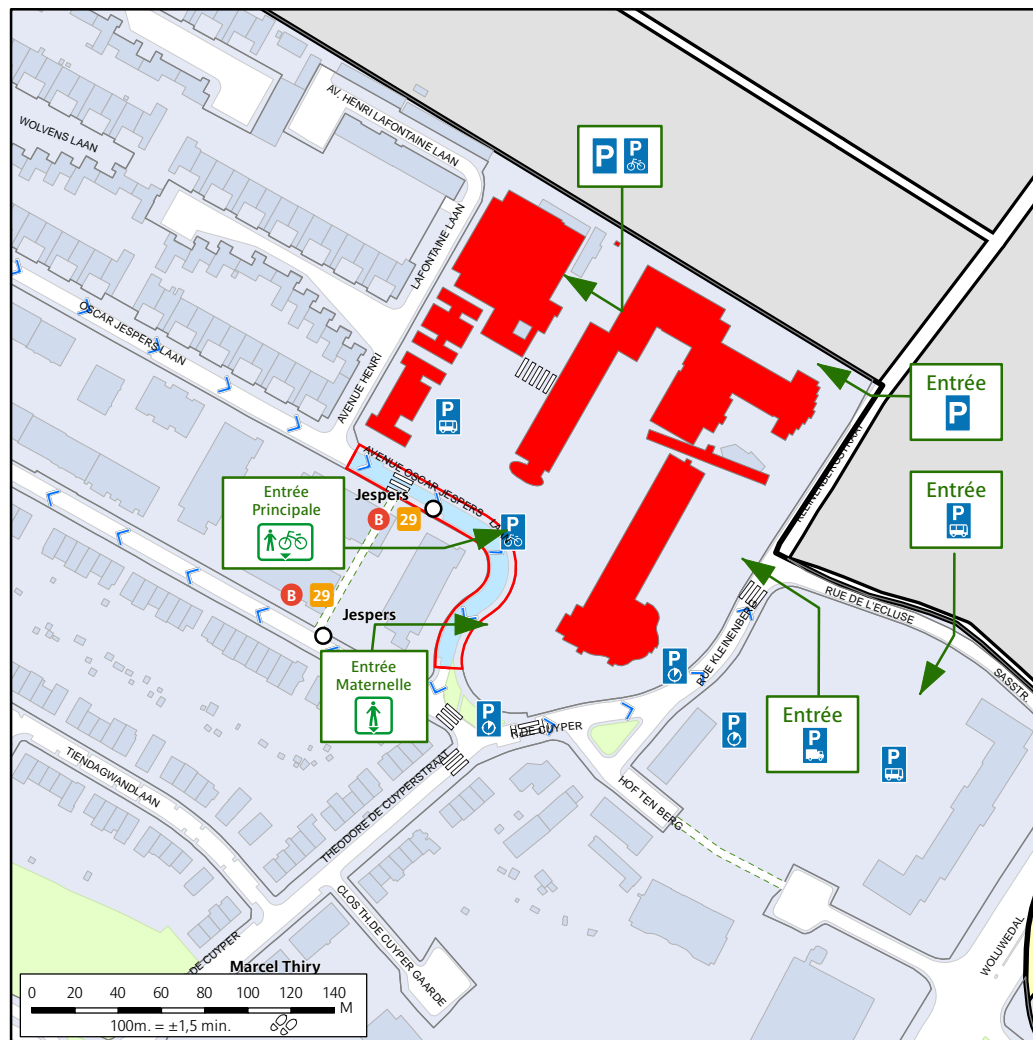 AV. HENRI LAFONTAINE LAAN
WOLVENS LAAN
LAFONTAINE LAAN
P P
OSCAR JESPERS LAAN
AVENUE HENRI
Entrée
P
KLEINENBERGSTRAAT
P
AVENUE OSCAR JESPERS LAAN
Entrée
P
Entrée
Principale
Jespers
B 29
P
B 29
Jespers
RUE DE L'ECLUSE
SASSTR.
RUE KLEINENBERG
Entrée
Maternelle
P
P
R DE CUYPER
P
Entrée
P
P
TIENDAGWANDLAAN
THEODORE DE CUYPERSTRAAT
HOF TEN BERG
CLOS TH.DE CUYPER GAARDE
DE CUYPER
WOLUWEDAL
Marcel Thiry
0 20 40 60 80 100 120 140
M
100m. = ±1,5 min.